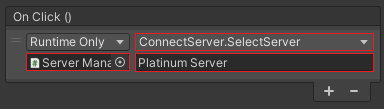 On Click ()
Runtime Only ConnectServer.SelectServer
Server Mana Platinum Server
+ −